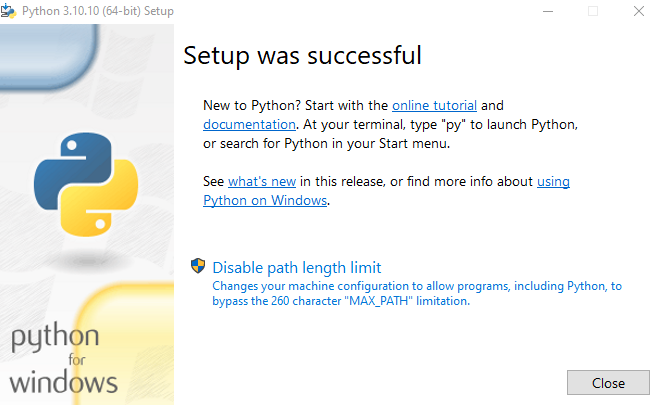 Python 3.10.10 (64-bit) Setup
Setup was successful
New to Python? Start with the online tutorial and
documentation. At your terminal, type "py" to launch Python,
or search for Python in your Start menu.
See what's new in this release, or find more info about using
Python on Windows.
Disable path length limit
Changes your machine configuration to allow programs, including Python, to
bypass the 260 character "MAX_PATH" limitation.
python
for
windows
Close